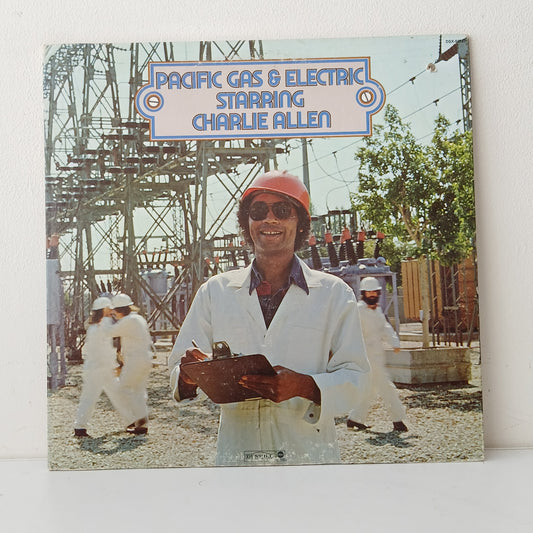 PACIFIC GAS & ELECTRIC
STARRING
CHARLIE ALLEN